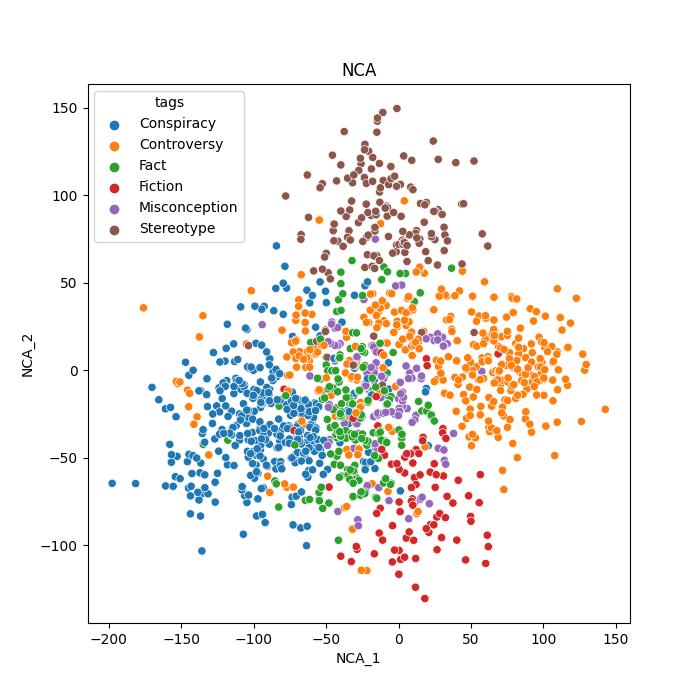 NCA
tags
Conspiracy
Controversy
Fact
Fiction
Misconception
Stereotype
NCA_2
150
100
50
0
−50
−100
−200
−150
−100
−50
0
50
100
150
NCA_1